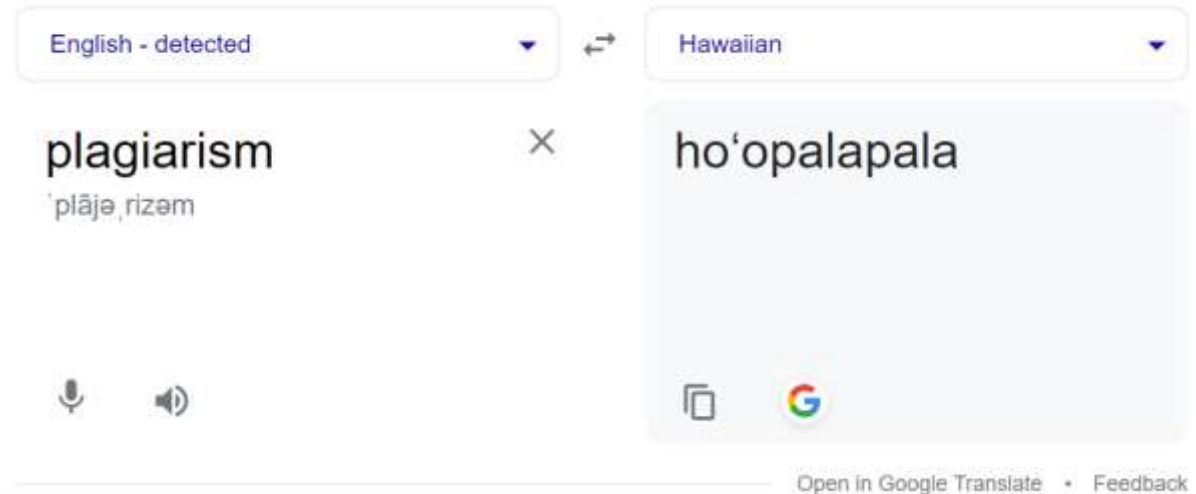 English - detected
Hawaiian
plagiarism
ˈplājəˌrizəm
hoʻopalapala
Open in Google Translate • Feedback